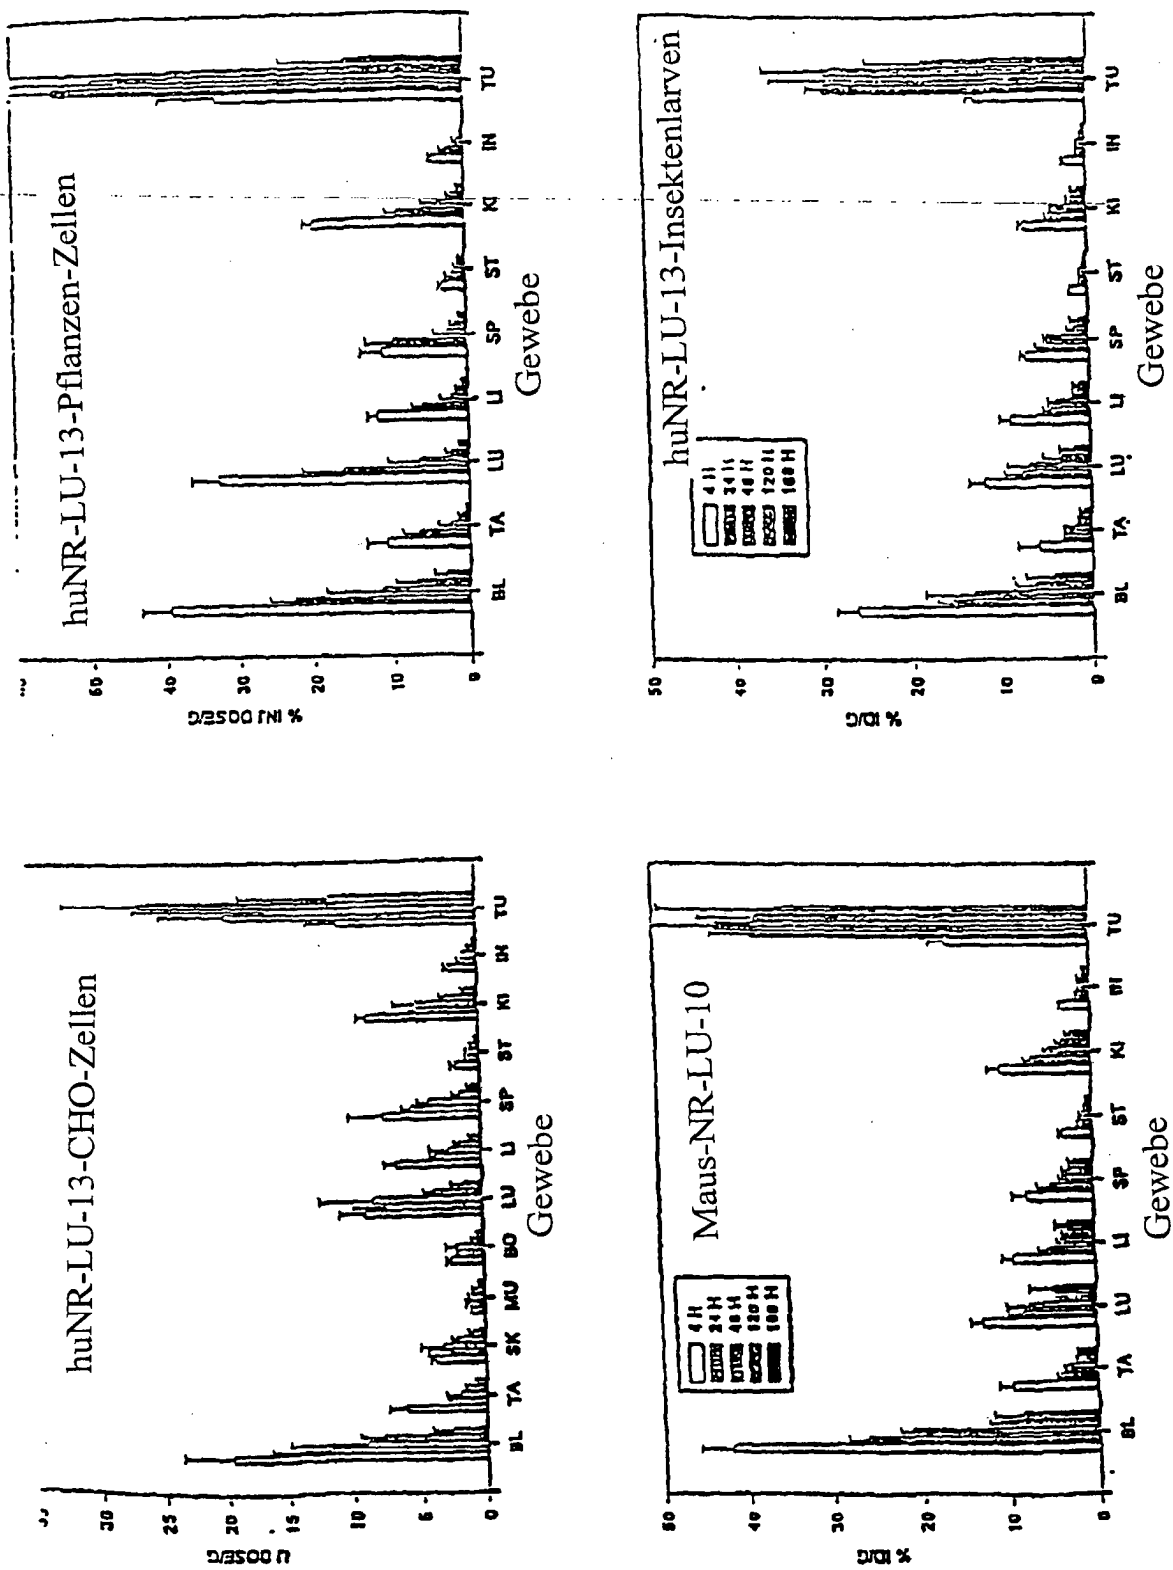 huNR-LU-13-CHO-Zellen
30
25
20
15
10
5
0
BL TA SK MU BO LU LI SP ST KI IN TU
Gewebe
huNR-LU-13-Pflanzen-Zellen
% INJ DOSE/G
50
40
30
20
10
0
BL TA LU LI SP ST KI IN TU
Gewebe
Maus-NR-LU-10
% ID/G
50
40
30
20
10
0
4 H
24 H
48 H
120 H
168 H
BL TA LU LI SP ST KI IN TU
Gewebe
huNR-LU-13-Insektenlarven
% ID/G
50
40
30
20
10
0
4 H
24 H
48 H
120 H
168 H
BL TA LU LI SP ST KI IN TU
Gewebe